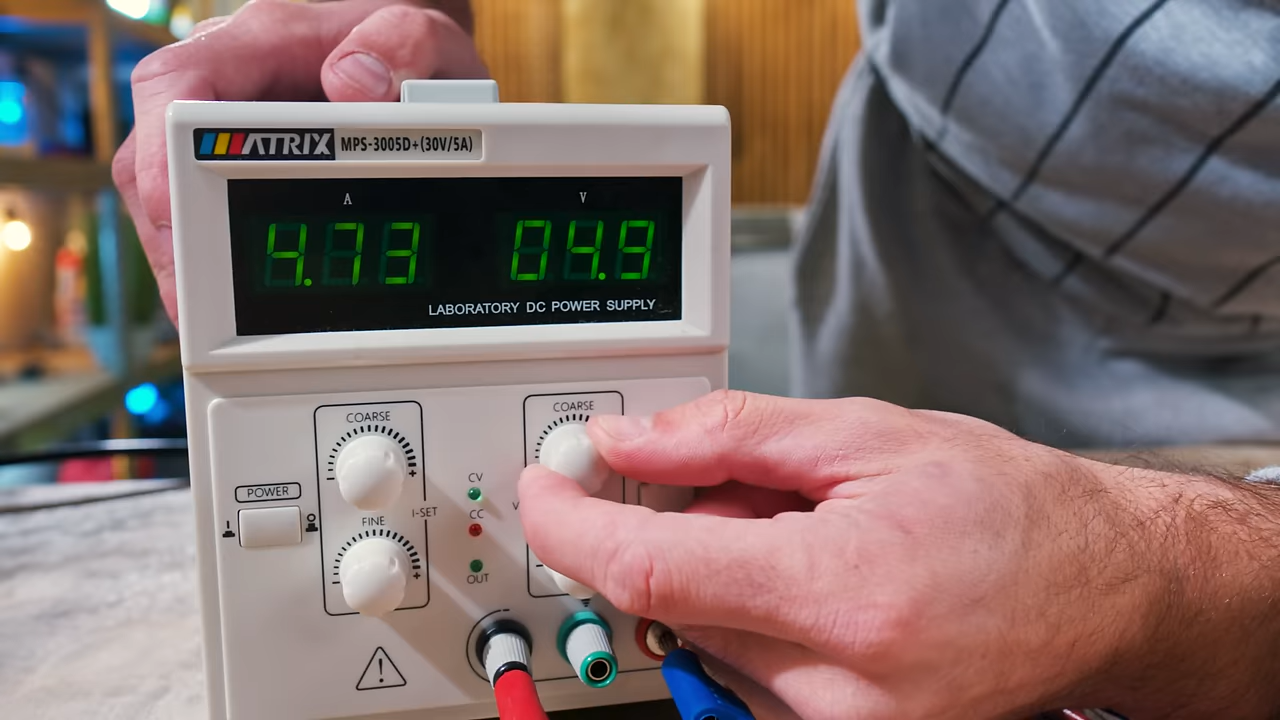 MATRIX MPS-3005D+(30V/5A)
A V
4.73 04.9
LABORATORY DC POWER SUPPLY
COARSE
COARSE
+
CV
POWER
I-SET
CC
FINE
+
OUT